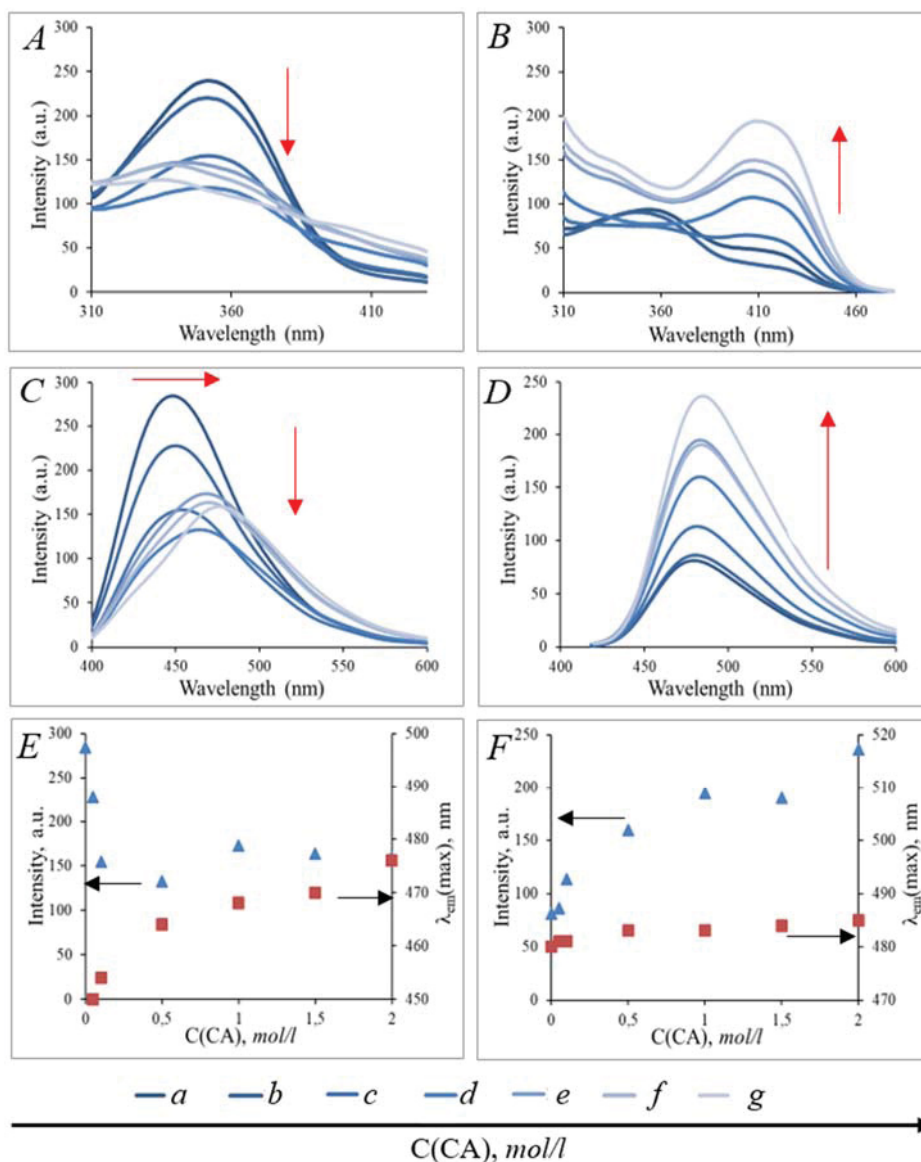 A
Intensity (a.u.)
300
250
200
150
100
50
0
310 360 410
Wavelength (nm)
B
Intensity (a.u.)
300
250
200
150
100
50
0
310 360 410 460
Wavelength (nm)
C
Intensity (a.u.)
300
250
200
150
100
50
0
400 450 500 550 600
Wavelength (nm)
D
Intensity (a.u.)
250
200
150
100
50
0
400 450 500 550 600
Wavelength (nm)
E
Intensity, a.u.
300
250
200
150
100
50
0
0 0,5 1 1,5 2
C(CA), mol/l
500
490
480
470
460
450
λem(max), nm
F
Intensity, a.u.
250
200
150
100
50
0
0 0,5 1 1,5 2
C(CA), mol/l
520
510
500
490
480
470
λem(max), nm
a b c d e f g
C(CA), mol/l